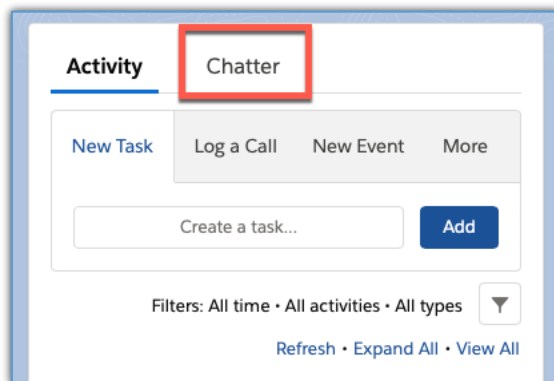 Activity Chatter
New Task Log a Call New Event More
Create a task... Add
Filters: All time • All activities • All types
Refresh • Expand All • View All